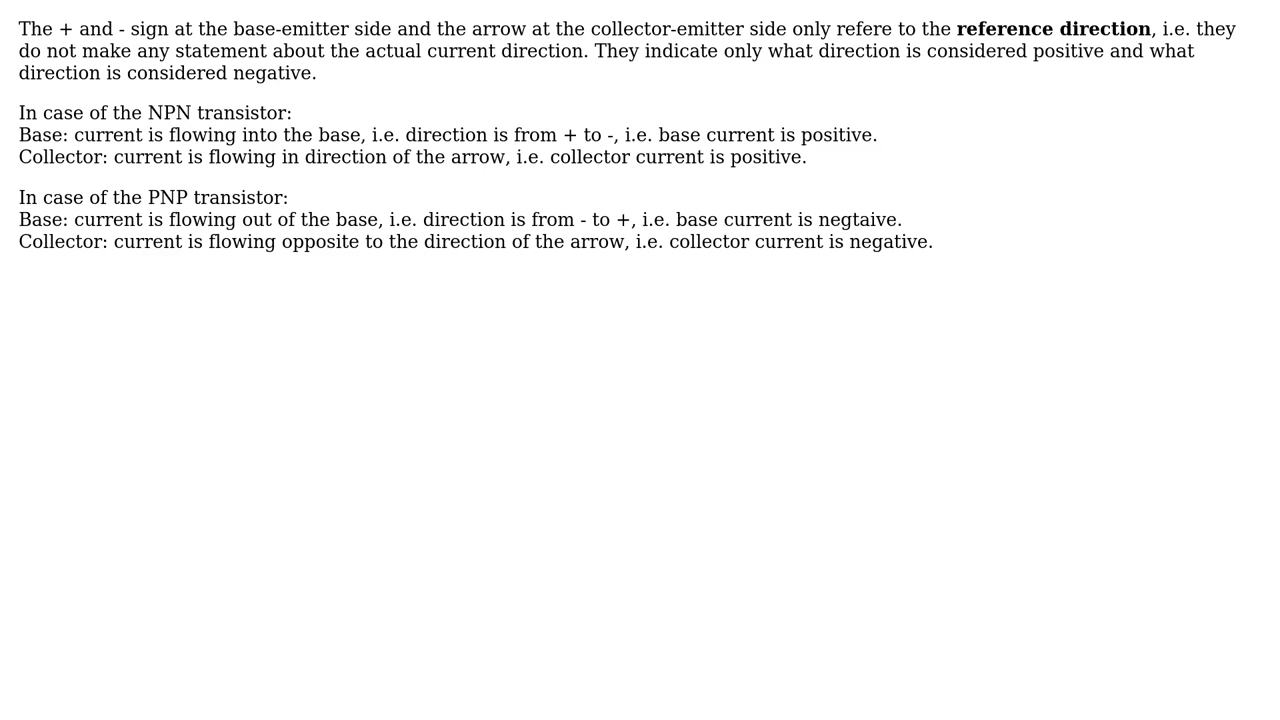 The + and - sign at the base-emitter side and the arrow at the collector-emitter side only refere to the reference direction, i.e. they
do not make any statement about the actual current direction. They indicate only what direction is considered positive and what
direction is considered negative.
In case of the NPN transistor:
Base: current is flowing into the base, i.e. direction is from + to -, i.e. base current is positive.
Collector: current is flowing in direction of the arrow, i.e. collector current is positive.
In case of the PNP transistor:
Base: current is flowing out of the base, i.e. direction is from - to +, i.e. base current is negtaive.
Collector: current is flowing opposite to the direction of the arrow, i.e. collector current is negative.